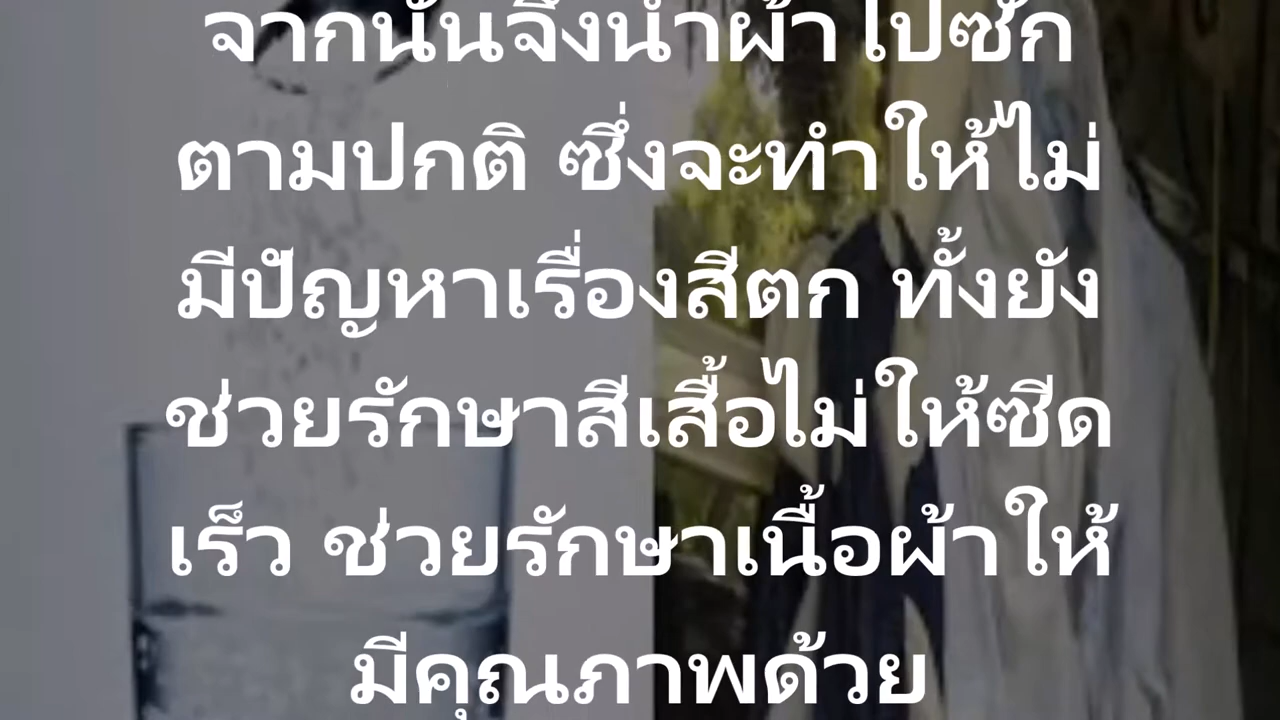 จากนั้นจึงนำผ้าไปซัก
ตามปกติ ซึ่งจะทำให้ไม่
มีปัญหาเรื่องสีตก ทั้งยัง
ช่วยรักษาสีเสื้อไม่ให้ซีด
เร็ว ช่วยรักษาเนื้อผ้าให้
มีคุณภาพด้วย